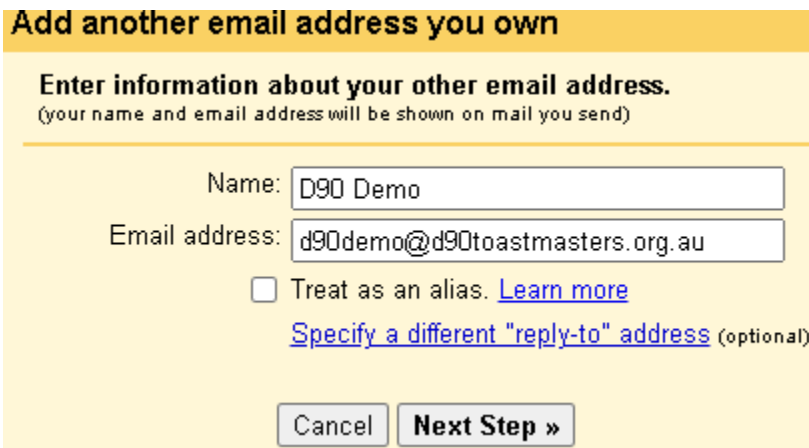 Add another email address you own
Enter information about your other email address.
(your name and email address will be shown on mail you send)
Name: D90 Demo
Email address: d90demo@d90toastmasters.org.au
Treat as an alias. Learn more
Specify a different "reply-to" address (optional)
Cancel Next Step »